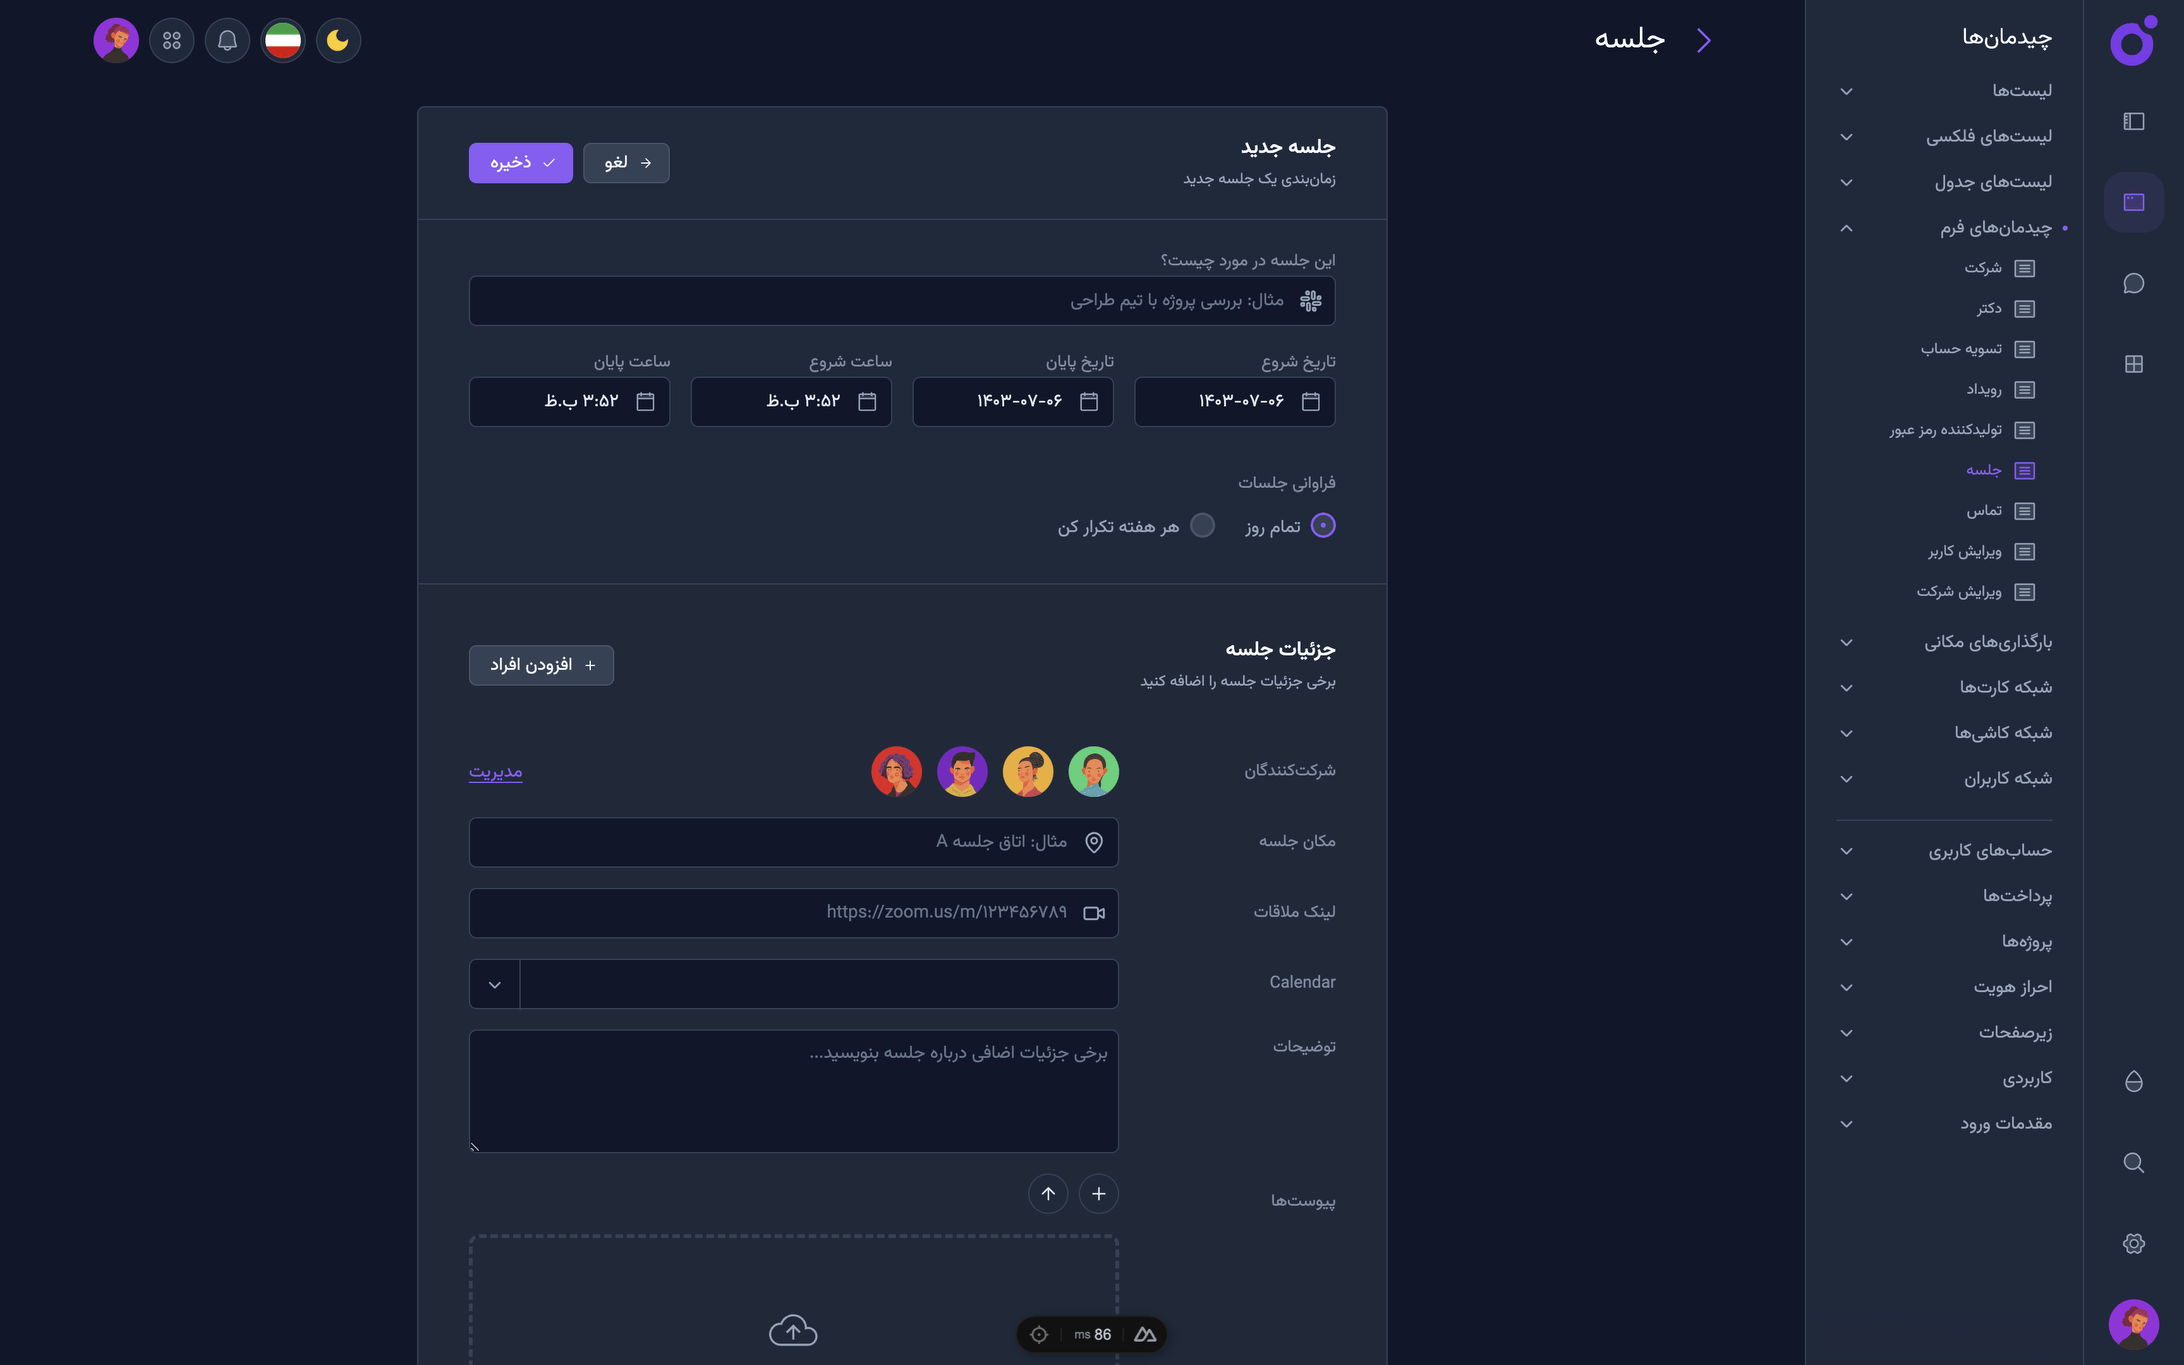 چیدمان‌ها
لیست‌ها
لیست‌های فلکسی
لیست‌های جدول
چیدمان‌های فرم
شرکت
دکتر
تسویه حساب
رویداد
تولیدکننده رمز عبور
جلسه
تماس
ویرایش کاربر
ویرایش شرکت
بارگذاری‌های مکانی
شبکه کارت‌ها
شبکه کاشی‌ها
شبکه کاربران
حساب‌های کاربری
پرداخت‌ها
پروژه‌ها
احراز هویت
زیرصفحات
کاربردی
مقدمات ورود
جلسه
جلسه جدید
زمان‌بندی یک جلسه جدید
لغو
ذخیره
این جلسه در مورد چیست؟
مثال: بررسی پروژه با تیم طراحی
تاریخ شروع
تاریخ پایان
ساعت شروع
ساعت پایان
۱۴۰۳-۰۷-۰۶
۱۴۰۳-۰۷-۰۶
۳:۵۲ ب.ظ
۳:۵۲ ب.ظ
فراوانی جلسات
تمام روز
هر هفته تکرار کن
جزئیات جلسه
برخی جزئیات جلسه را اضافه کنید
افزودن افراد
شرکت‌کنندگان
مدیریت
مکان جلسه
مثال: اتاق جلسه A
لینک ملاقات
https://zoom.us/m/۱۲۳۴۵۶۷۸۹
Calendar
توضیحات
برخی جزئیات اضافی درباره جلسه بنویسید...
پیوست‌ها
86 ms